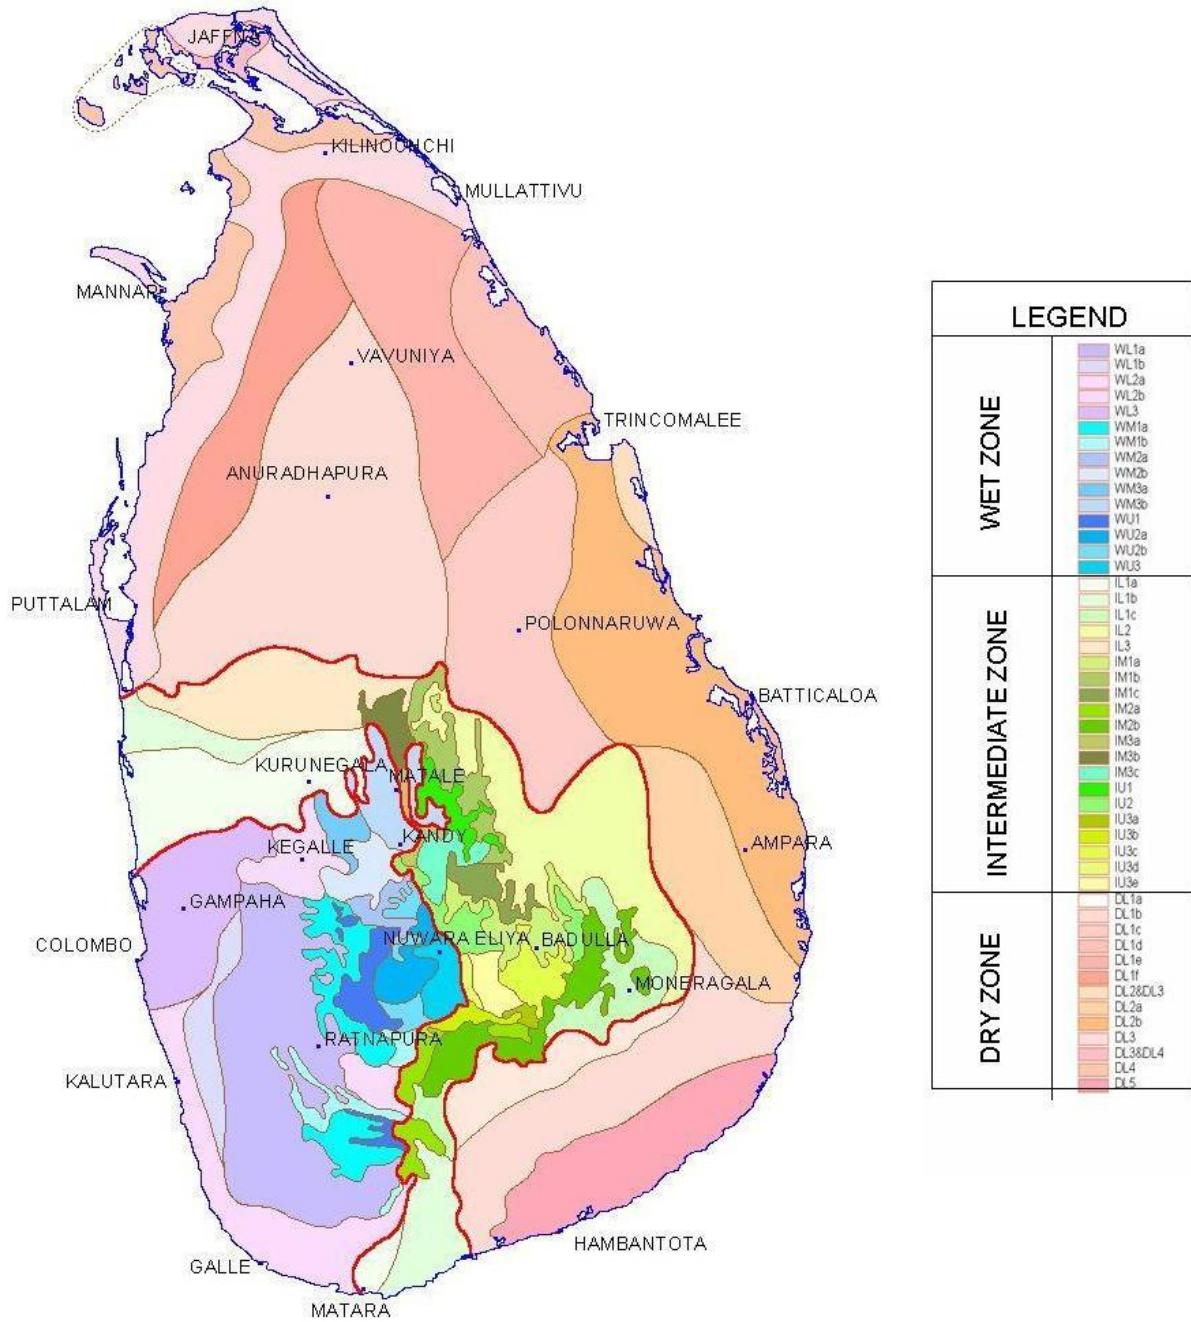 JAFFNA
KILINOCHCHI
MULLATTIVU
MANNAR
VAVUNIYA
TRINCOMALEE
ANURADHAPURA
PUTTALAM
POLONNARUWA
BATTICALOA
KURUNEGALA
MATALE
KANDY
KEGALLE
AMPARA
GAMPAHA
COLOMBO
NUWARA ELIYA
BADULLA
MONERAGALA
RATNAPURA
KALUTARA
HAMBANTOTA
GALLE
MATARA
LEGEND
WET ZONE
WL1a
WL1b
WL2a
WL2b
WL3
WM1a
WM1b
WM2a
WM2b
WM3a
WM3b
WU1
WU2a
WU2b
WU3
INTERMEDIATE ZONE
IL1a
IL1b
IL1c
IL2
IL3
IM1a
IM1b
IM1c
IM2a
IM2b
IM3a
IM3b
IM3c
IU1
IU2
IU3a
IU3b
IU3c
IU3d
IU3e
DRY ZONE
DL1a
DL1b
DL1c
DL1d
DL1e
DL1f
DL2&DL3
DL2a
DL2b
DL3
DL3&DL4
DL4
DL5